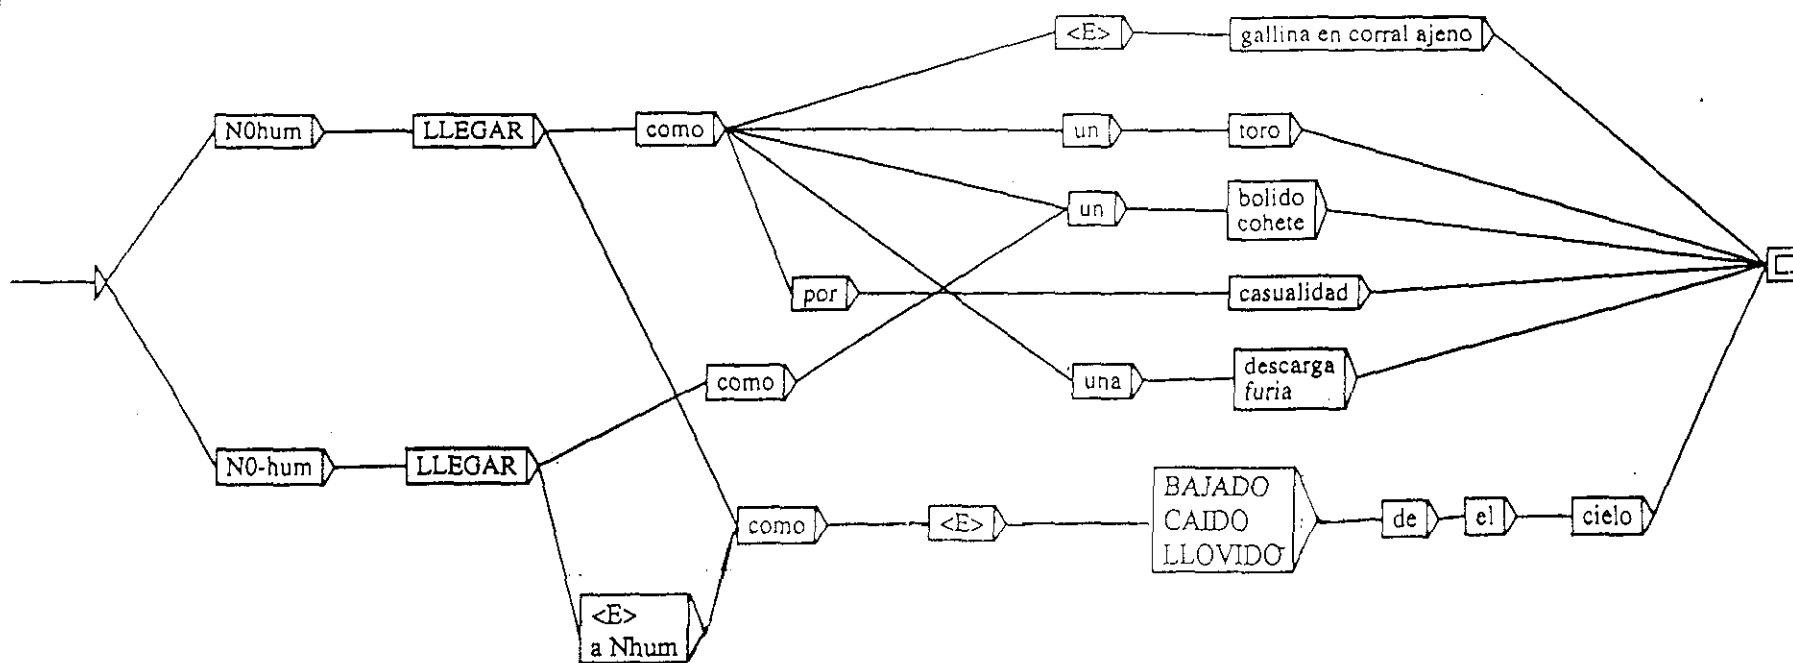 <E> gallina en corral ajeno
N0hum LLEGAR como un toro
un bolido
cohete
por casualidad
como una descarga
furia
N0-hum LLEGAR
como <E> BAJADO
CAIDO
LLOVIDO
de el cielo
<E>
a Nhum